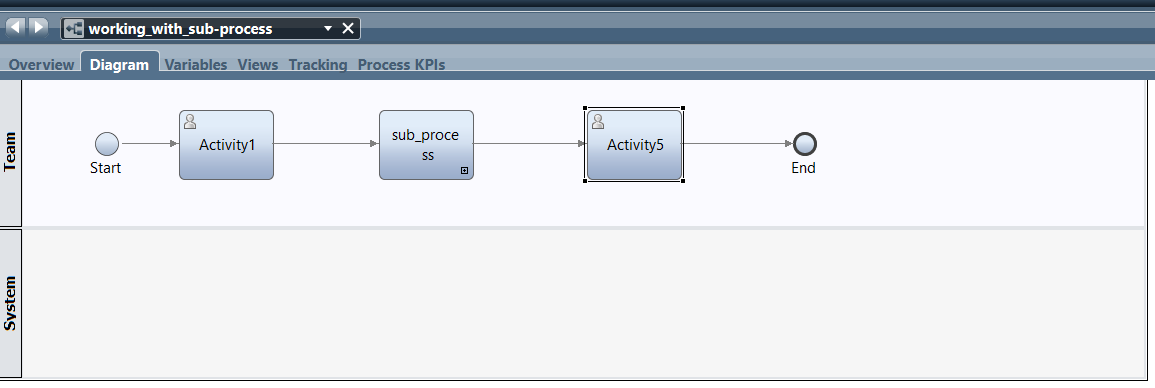 working_with_sub-process
Overview Diagram Variables Views Tracking Process KPIs
Team
Start
Activity1
sub_proce
ss
Activity5
End
System